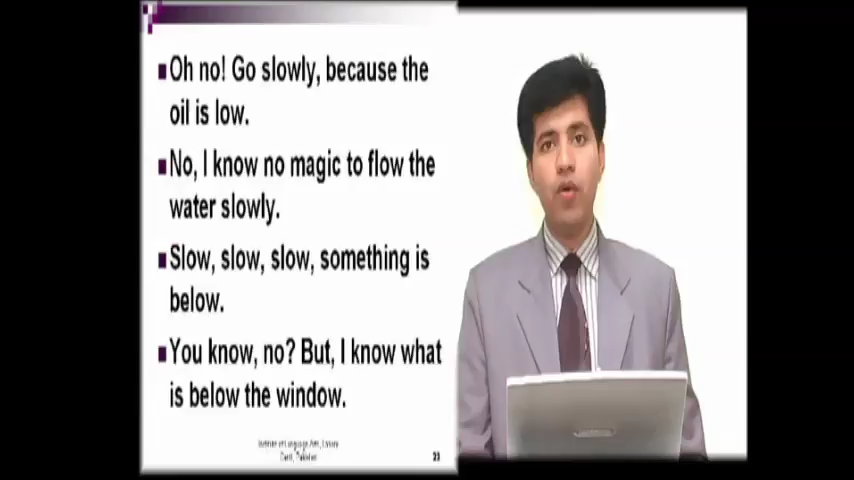 Oh no! Go slowly, because the
oil is low.
No, I know no magic to flow the
water slowly.
Slow, slow, slow, something is
below.
You know, no? But, I know what
is below the window.
23